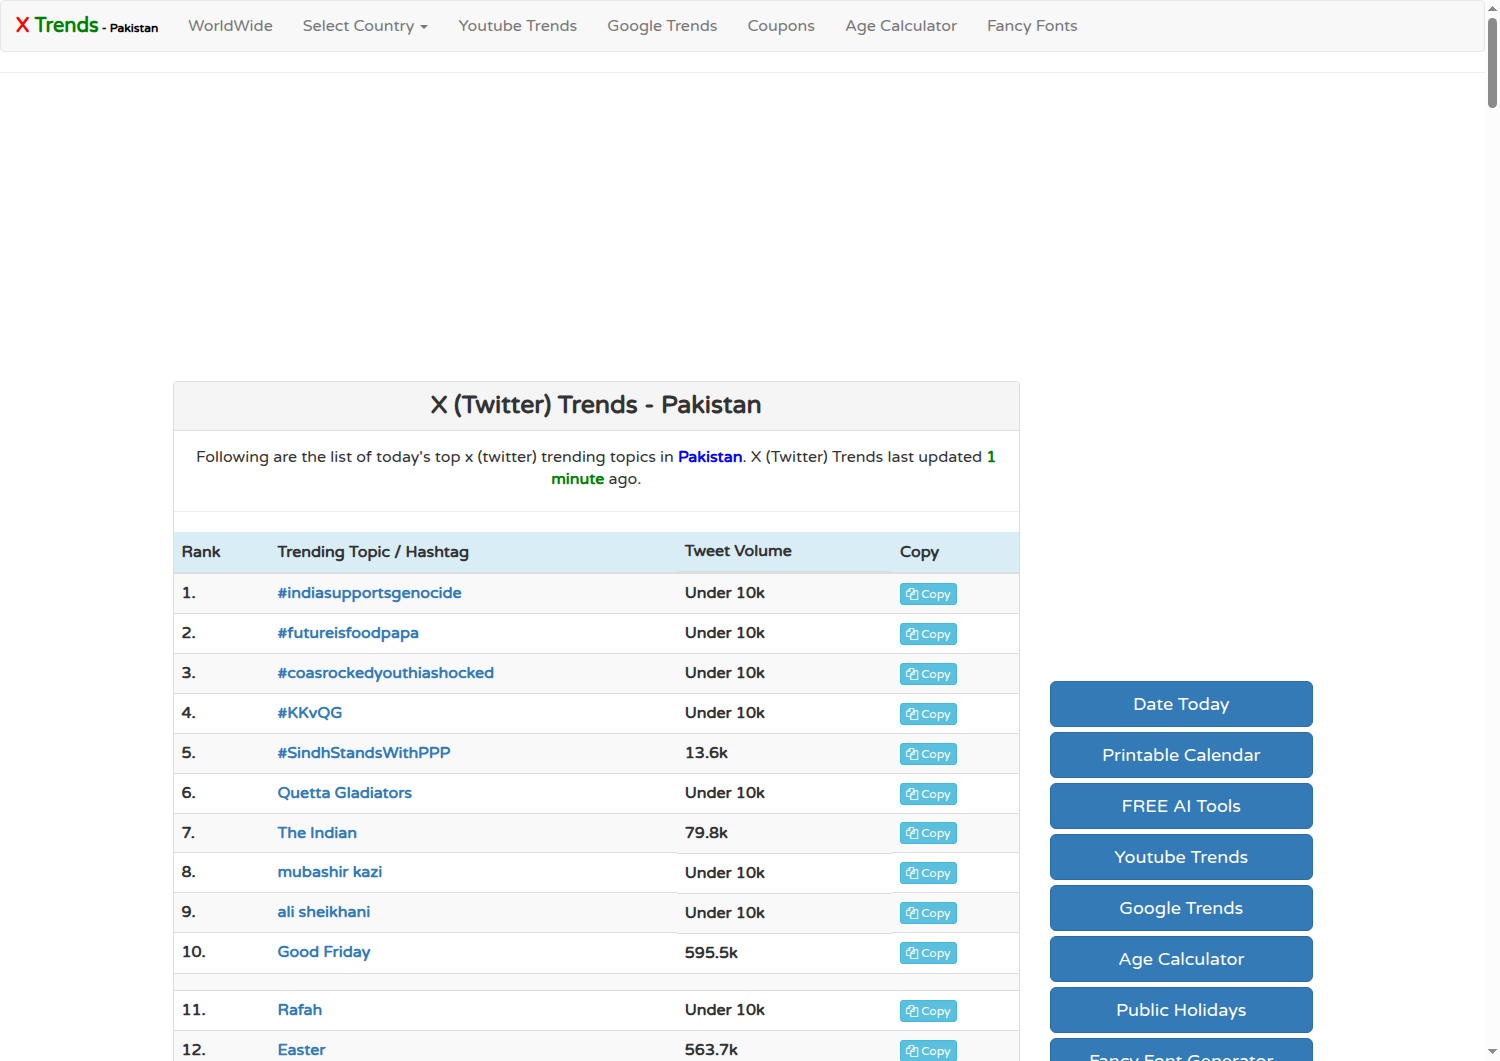 X Trends - Pakistan WorldWide Select Country Youtube Trends Google Trends Coupons Age Calculator Fancy Fonts
X (Twitter) Trends - Pakistan
Following are the list of today's top x (twitter) trending topics in Pakistan. X (Twitter) Trends last updated 1
minute ago.
Rank Trending Topic / Hashtag Tweet Volume Copy
1. #indiasupportsgenocide Under 10k Copy
2. #futureisfoodpapa Under 10k Copy
3. #coasrockedyouthiashocked Under 10k Copy
4. #KKvQG Under 10k Copy
5. #SindhStandsWithPPP 13.6k Copy
6. Quetta Gladiators Under 10k Copy
7. The Indian 79.8k Copy
8. mubashir kazi Under 10k Copy
9. ali sheikhani Under 10k Copy
10. Good Friday 595.5k Copy
11. Rafah Under 10k Copy
12. Easter 563.7k Copy
Date Today
Printable Calendar
FREE AI Tools
Youtube Trends
Google Trends
Age Calculator
Public Holidays
Fancy Font Generator